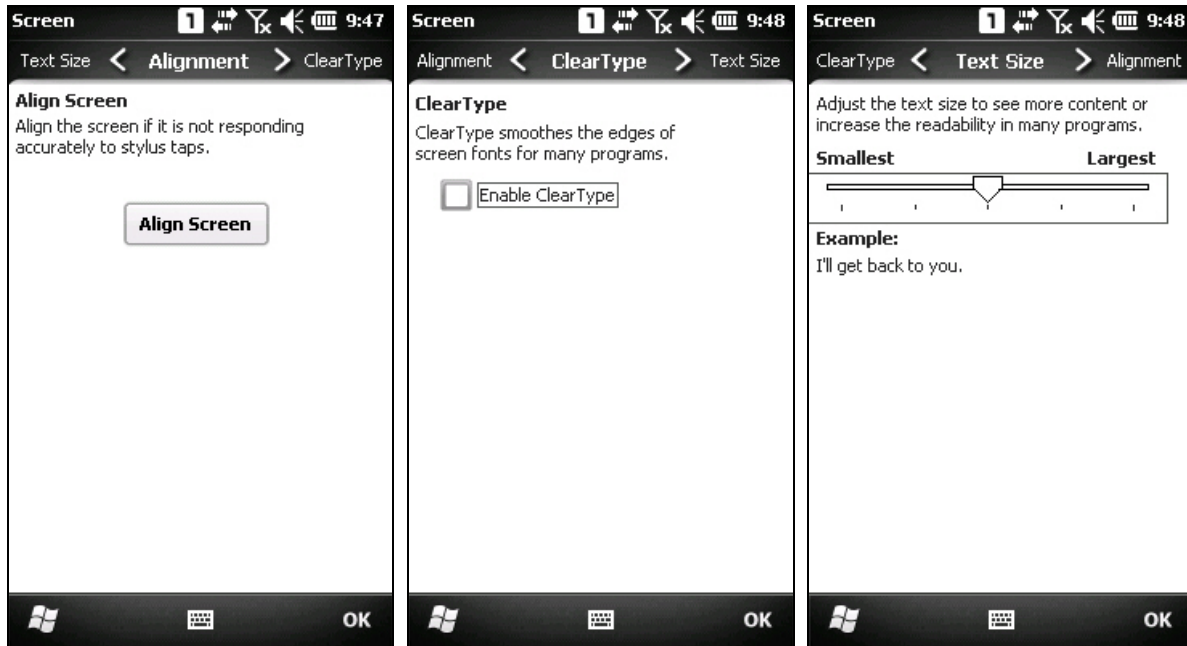 Screen 1 9:47
Text Size < Alignment > ClearType
Align Screen
Align the screen if it is not responding
accurately to stylus taps.
Align Screen
OK
Screen 1 9:48
Alignment < ClearType > Text Size
ClearType
ClearType smoothes the edges of
screen fonts for many programs.
Enable ClearType
OK
Screen 1 9:48
ClearType < Text Size > Alignment
Adjust the text size to see more content or
increase the readability in many programs.
Smallest Largest
Example:
I'll get back to you.
OK